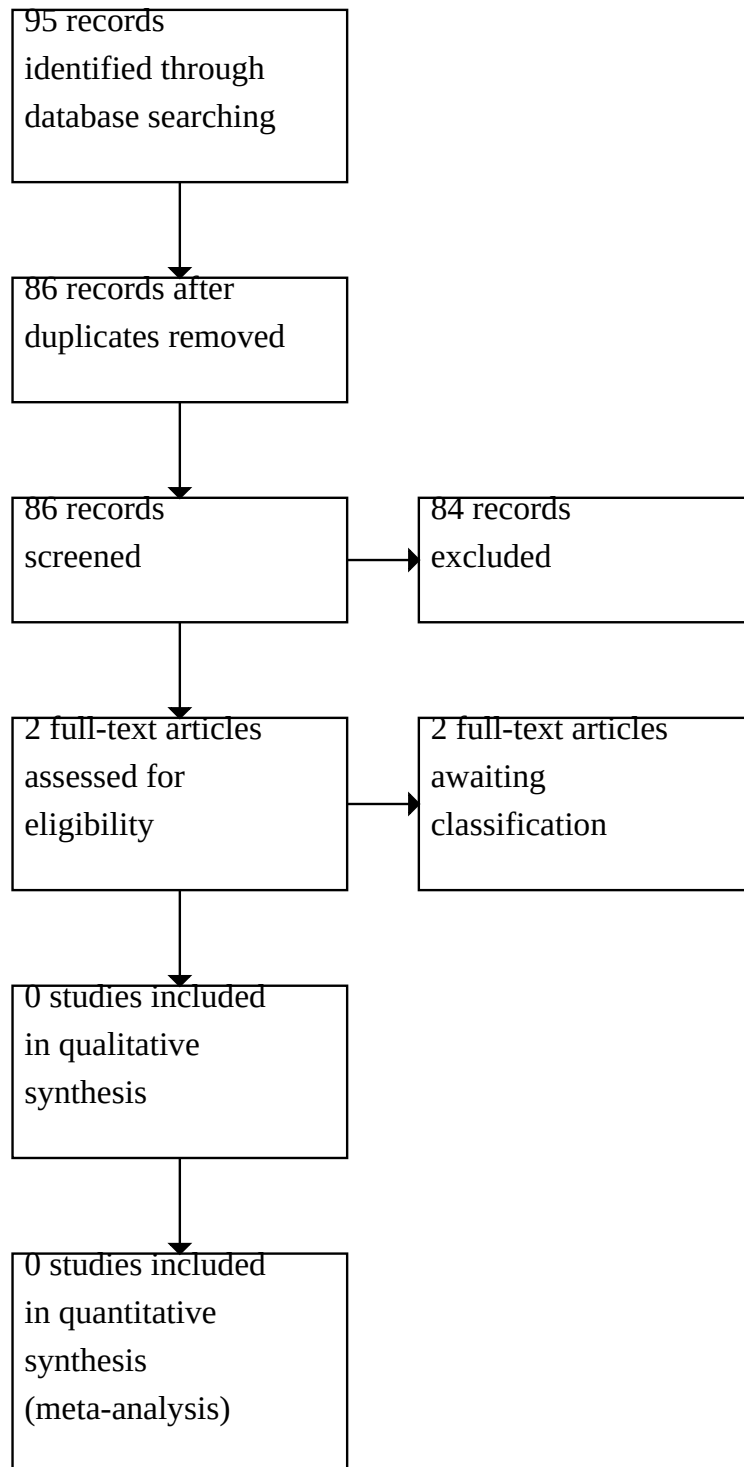 95 records
identified through
database searching
86 records after
duplicates removed
86 records
screened
84 records
excluded
2 full-text articles
assessed for
eligibility
2 full-text articles
awaiting
classification
0 studies included
in qualitative
synthesis
0 studies included
in quantitative
synthesis
(meta-analysis)